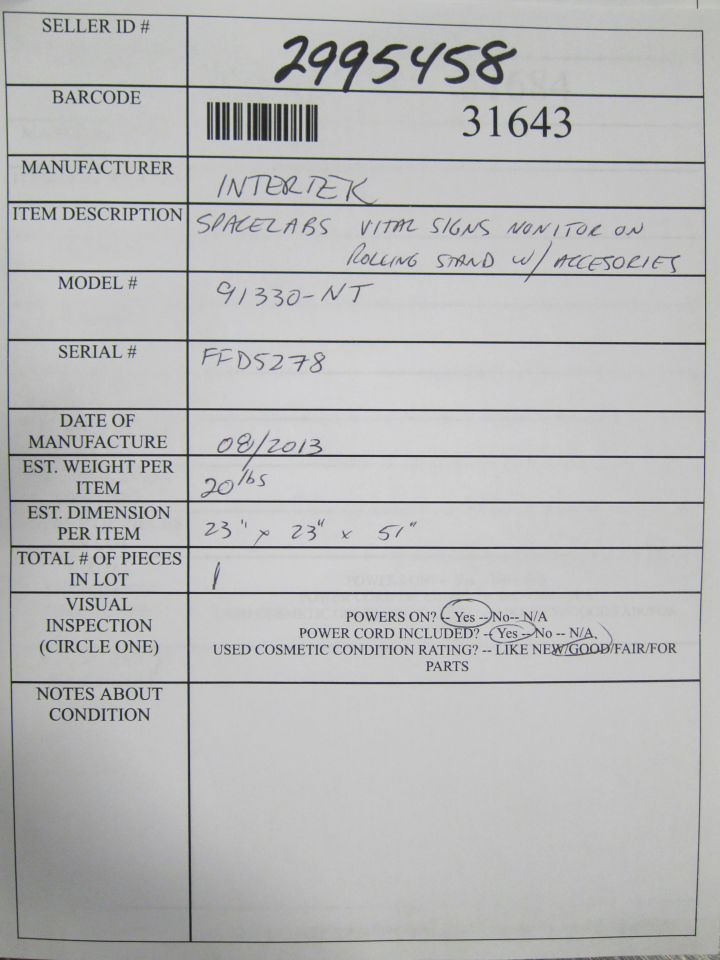 SELLER ID # 2995458
BARCODE 31643
MANUFACTURER INTERTEK
ITEM DESCRIPTION SPACELABS VITAL SIGNS MONITOR ON
ROLLING STAND W/ ACCESORIES
MODEL # 91330-NT
SERIAL # FFD5278
DATE OF
MANUFACTURE 08/2013
EST. WEIGHT PER
ITEM 20 lbs
EST. DIMENSION
PER ITEM 23" x 23" x 51"
TOTAL # OF PIECES
IN LOT 1
VISUAL
INSPECTION
(CIRCLE ONE)
POWERS ON? -- Yes -- No-- N/A
POWER CORD INCLUDED? -- Yes -- No -- N/A
USED COSMETIC CONDITION RATING? -- LIKE NEW/GOOD/FAIR/FOR
PARTS
NOTES ABOUT
CONDITION